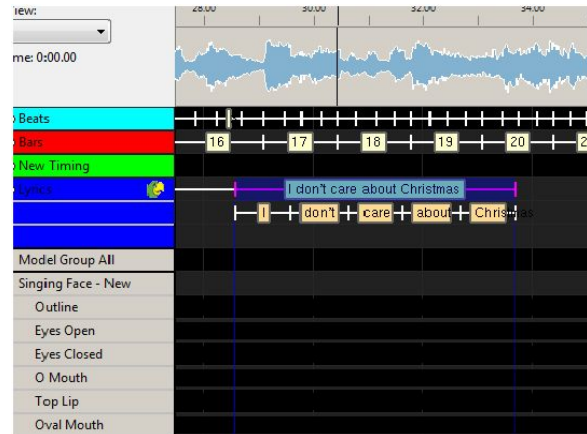 iew:
28.00 30.00 32.00 34.00
me: 0:00.00
Beats
Bars 16 17 18 19 20 2
New Timing
Lyrics I don't care about Christmas
I don't care about Christmas
Model Group All
Singing Face - New
Outline
Eyes Open
Eyes Closed
O Mouth
Top Lip
Oval Mouth